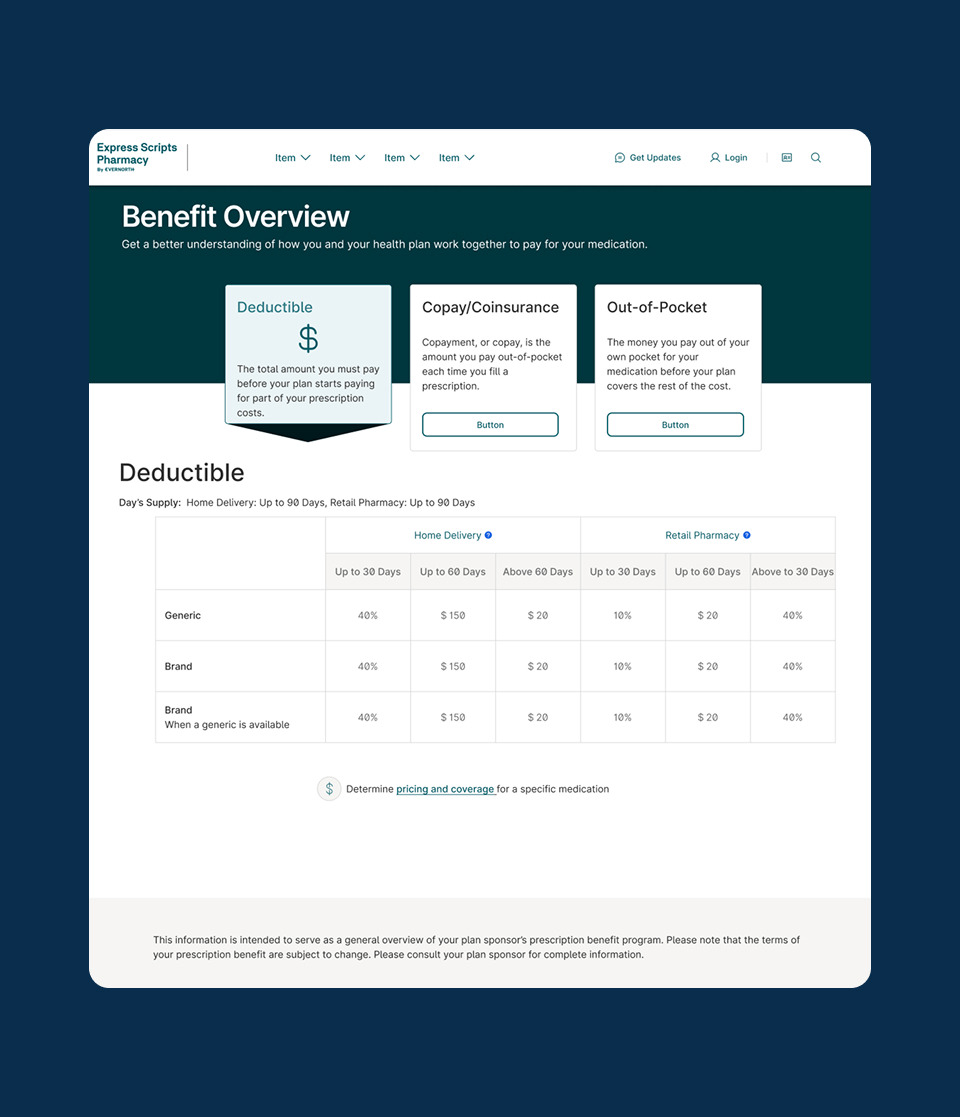 Express Scripts
Pharmacy
By EVERNORTH
Item
Item
Item
Item
Get Updates
Login
Benefit Overview
Get a better understanding of how you and your health plan work together to pay for your medication.
Deductible
$
The total amount you must pay
before your plan starts paying
for part of your prescription
costs.
Copay/Coinsurance
Copayment, or copay, is the
amount you pay out-of-pocket
each time you fill a
prescription.
Button
Out-of-Pocket
The money you pay out of your
own pocket for your
medication before your plan
covers the rest of the cost.
Button
Deductible
Day's Supply: Home Delivery: Up to 90 Days, Retail Pharmacy: Up to 90 Days
Home Delivery ? Retail Pharmacy ?
Up to 30 Days Up to 60 Days Above 60 Days Up to 30 Days Up to 60 Days Above to 30 Days
Generic 40% $ 150 $ 20 10% $ 20 40%
Brand 40% $ 150 $ 20 10% $ 20 40%
Brand
When a generic is available 40% $ 150 $ 20 10% $ 20 40%
$ Determine pricing and coverage for a specific medication
This information is intended to serve as a general overview of your plan sponsor's prescription benefit program. Please note that the terms of
your prescription benefit are subject to change. Please consult your plan sponsor for complete information.